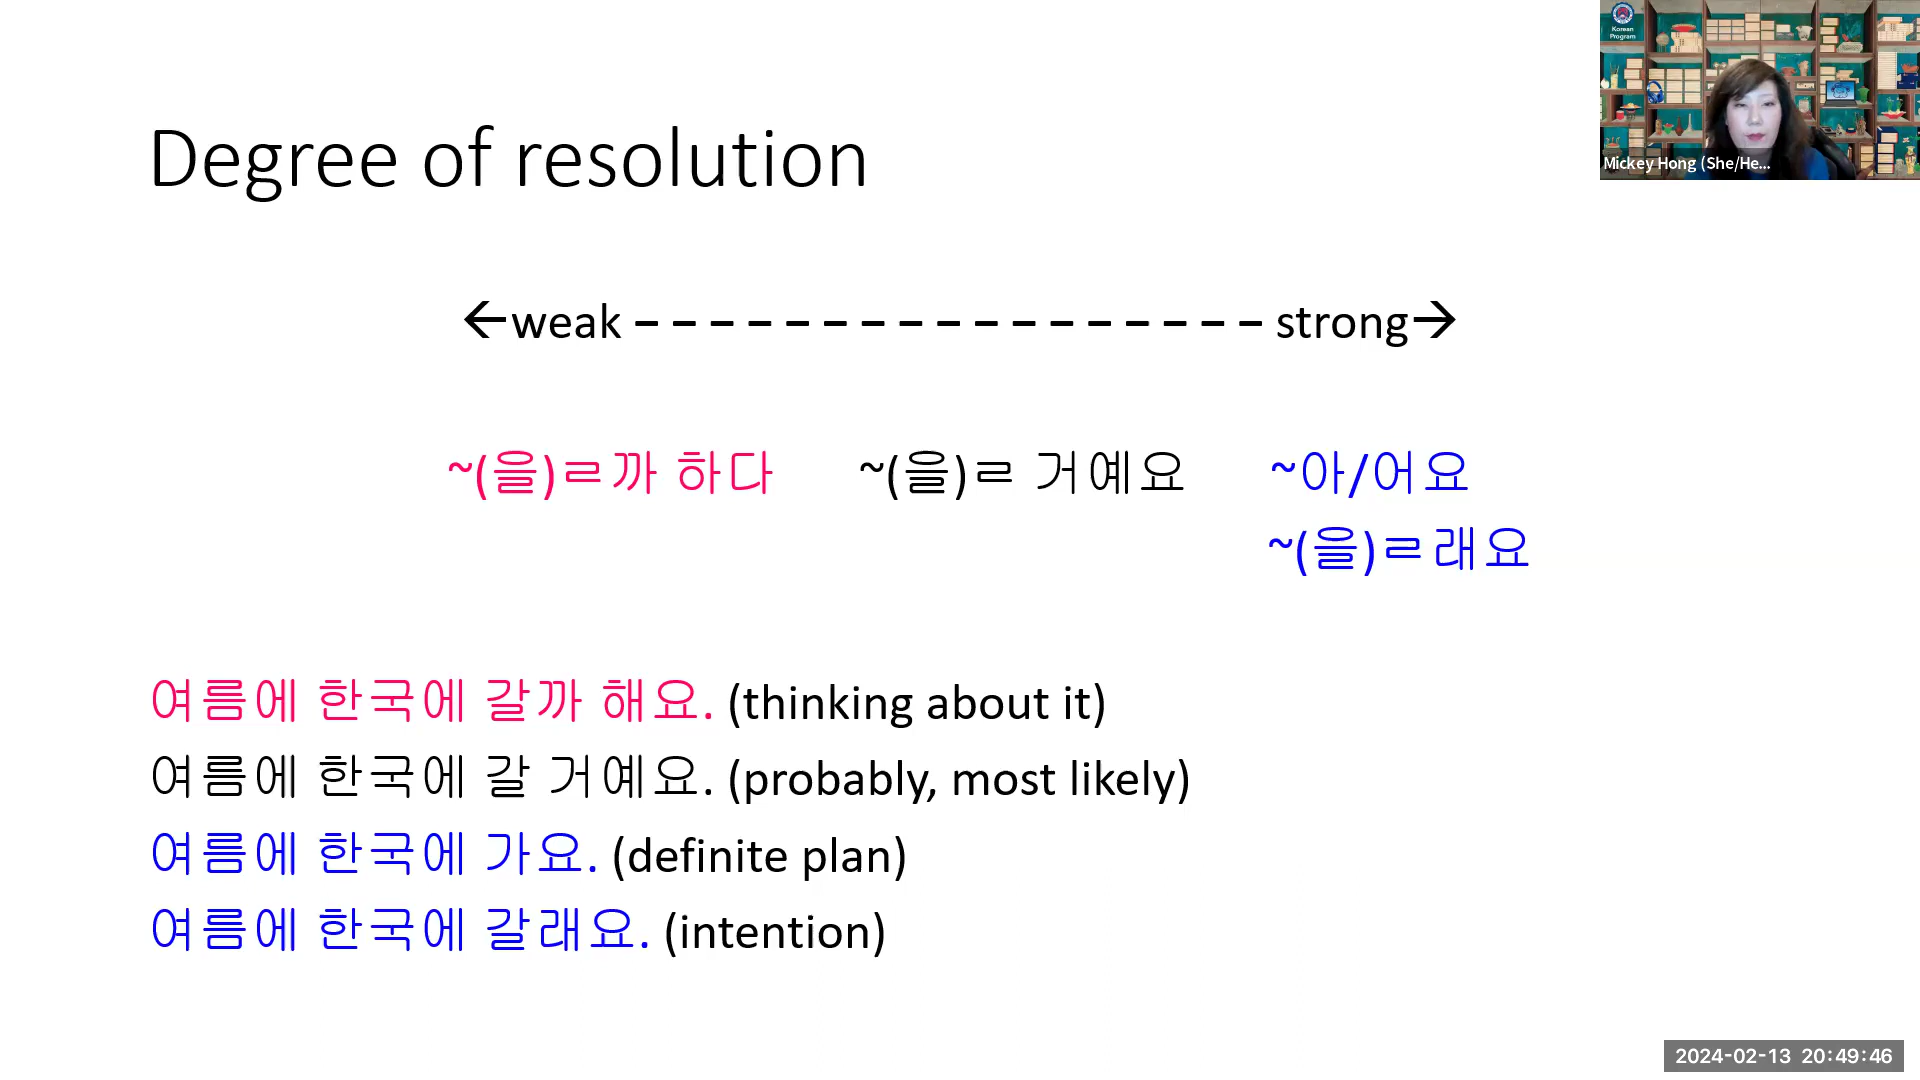 Degree of resolution
←weak – – – – – – – – – – – – – – – – – strong→
~(을)ㄹ까 하다 ~(을)ㄹ 거예요 ~아/어요
~(을)ㄹ래요
여름에 한국에 갈까 해요. (thinking about it)
여름에 한국에 갈 거예요. (probably, most likely)
여름에 한국에 가요. (definite plan)
여름에 한국에 갈래요. (intention)
Korean
Program
Mickey Hong (She/He...
2024-02-13 20:49:46